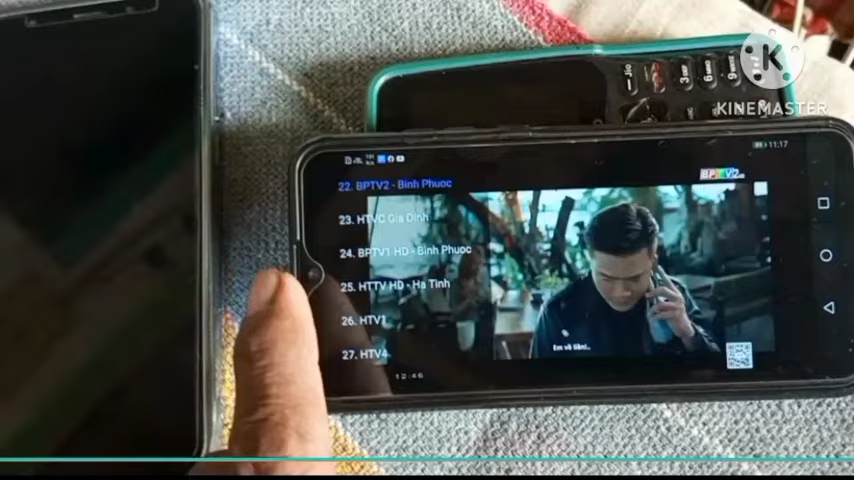 K
KINEMASTER
Jio
11:17
BPTV2
22. BPTV2 - Binh Phuoc
23. HTVC Gia Dinh
24. BPTV1 HD - Binh Phuoc
25. HTTV HD - Ha Tinh
26. HTV1
27. HTV4
Em về liền!..
12:46